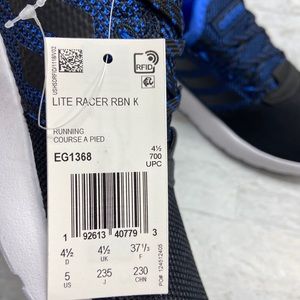 RFID
LITE RACER RBN K
RUNNING
COURSE A PIED
EG1368
4½
700
UPC
1 92613 40779 3
4½ 4½ 37⅓
D UK F
5 235 230
US J CHN